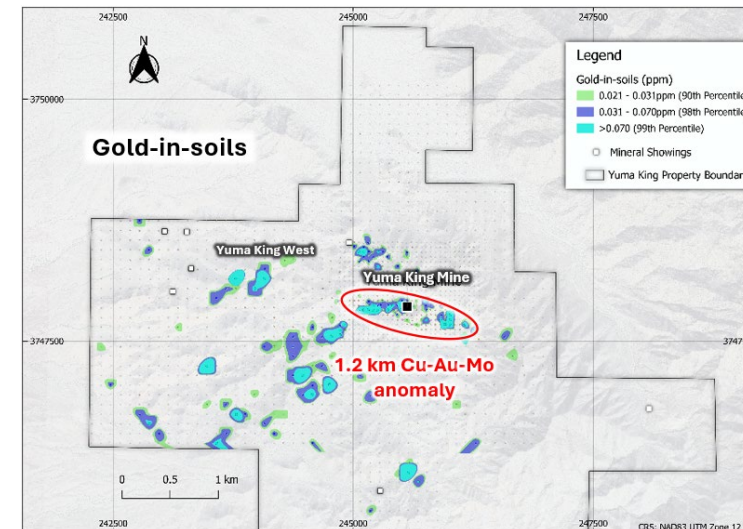 242500
245000
247500
N
3750000
Gold-in-soils
Legend
Gold-in-soils (ppm)
0.021 - 0.031ppm (90th Percentile
0.031 - 0.070ppm (98th Percentile
>0.070 (99th Percentile)
Mineral Showings
Yuma King Property Boundar
Yuma King West
Yuma King Mine
3747500
3747
1.2 km Cu-Au-Mo
anomaly
0 0.5 1 km
242500
245000
247500
CRS: NAD83 UTM Zone 12